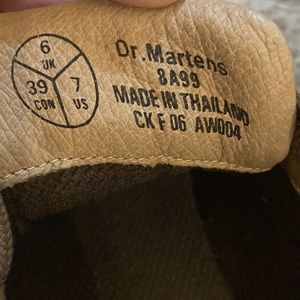 6
UK
39
CON
7
US
Dr.Martens
8A99
MADE IN THAILAND
CK F 06 AW004